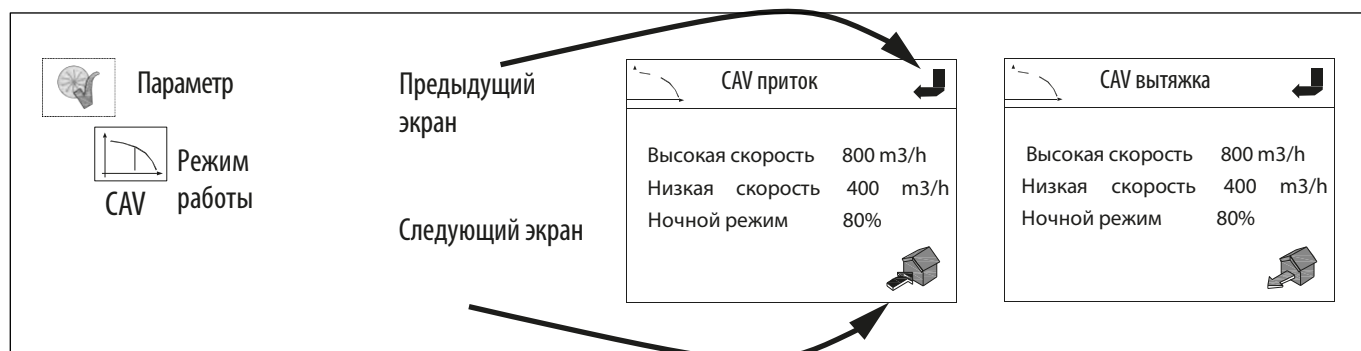 Параметр
Режим
работы
CAV
Предыдущий
экран
Следующий экран
CAV приток
Высокая скорость 800 m3/h
Низкая скорость 400 m3/h
Ночной режим 80%
CAV вытяжка
Высокая скорость 800 m3/h
Низкая скорость 400 m3/h
Ночной режим 80%